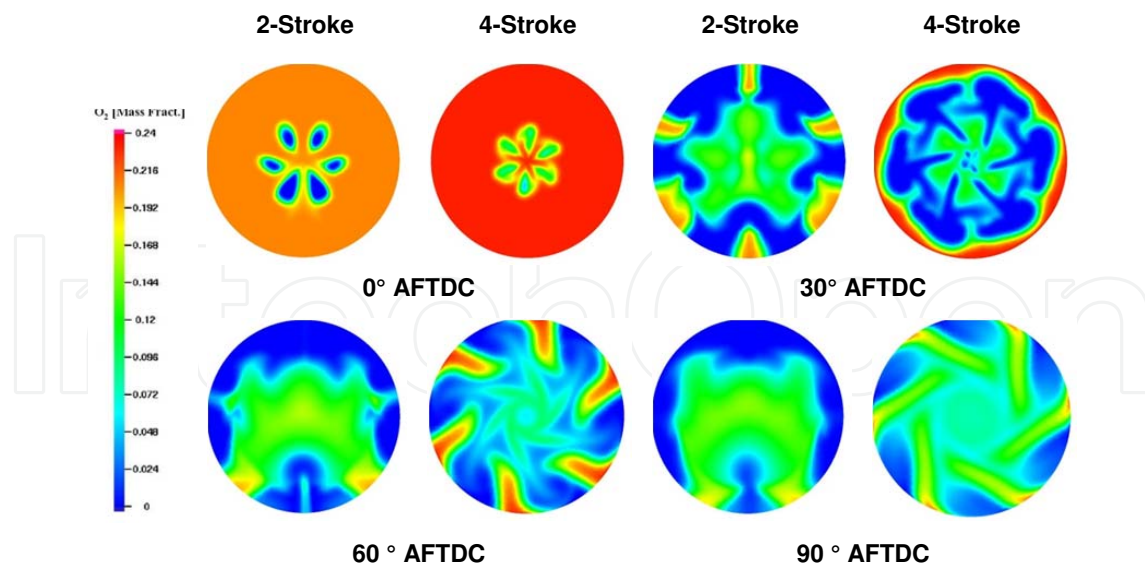 2-Stroke 4-Stroke 2-Stroke 4-Stroke
O₂ [Mass Fract.]
0.24
0.216
0.192
0.168
0.144
0.12
0.096
0.072
0.048
0.024
0
0° AFTDC 30° AFTDC
60 ° AFTDC 90 ° AFTDC
IntechOpen